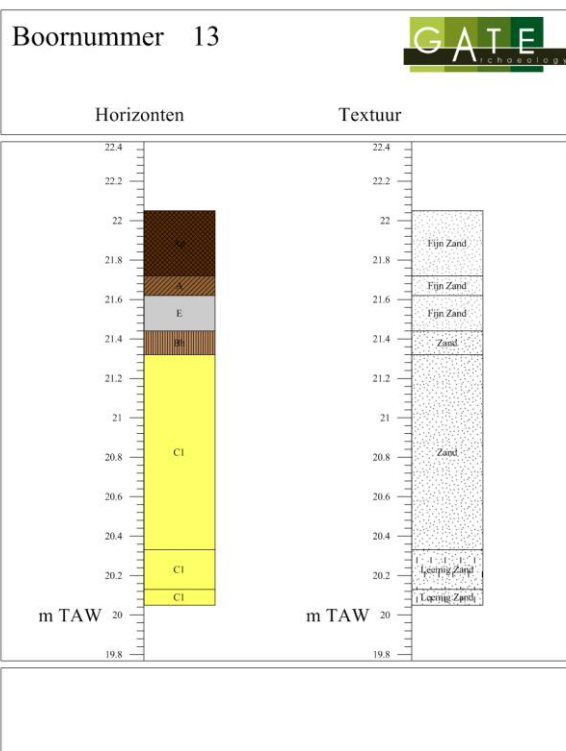 Boornummer 13
GATE
Archaeology
Horizonten
Textuur
22.4
22.2
22
21.8
21.6
21.4
21.2
21
20.8
20.6
20.4
20.2
m TAW 20
19.8
Ap
A
E
Bh
C1
C1
C1
22.4
22.2
22
21.8
21.6
21.4
21.2
21
20.8
20.6
20.4
20.2
m TAW 20
19.8
Fijn Zand
Fijn Zand
Fijn Zand
Zand
Zand
Leemig Zand
Leemig Zand